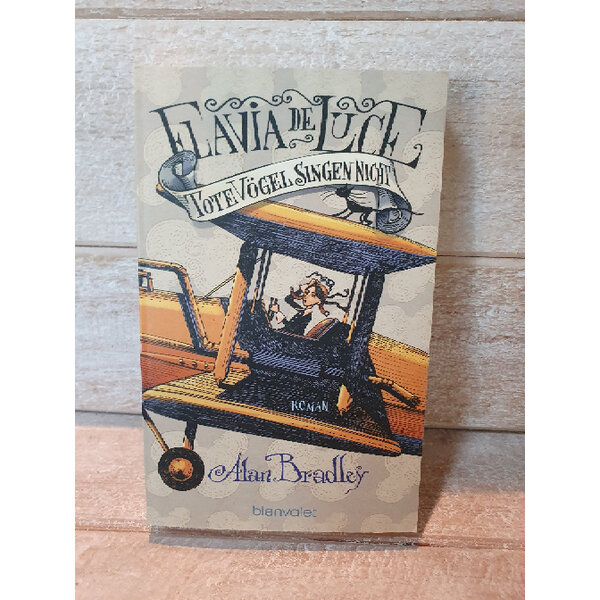 FLAVIA DE LUCE
TOTE VÖGEL SINGEN NICHT
ROMAN
Alan Bradley
blanvalet